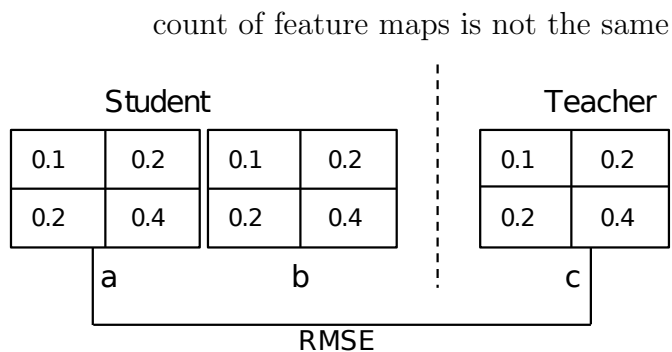 count of feature maps is not the same
Student Teacher
0.1 0.2 0.1 0.2 0.1 0.2
0.2 0.4 0.2 0.4 0.2 0.4
a b c
RMSE